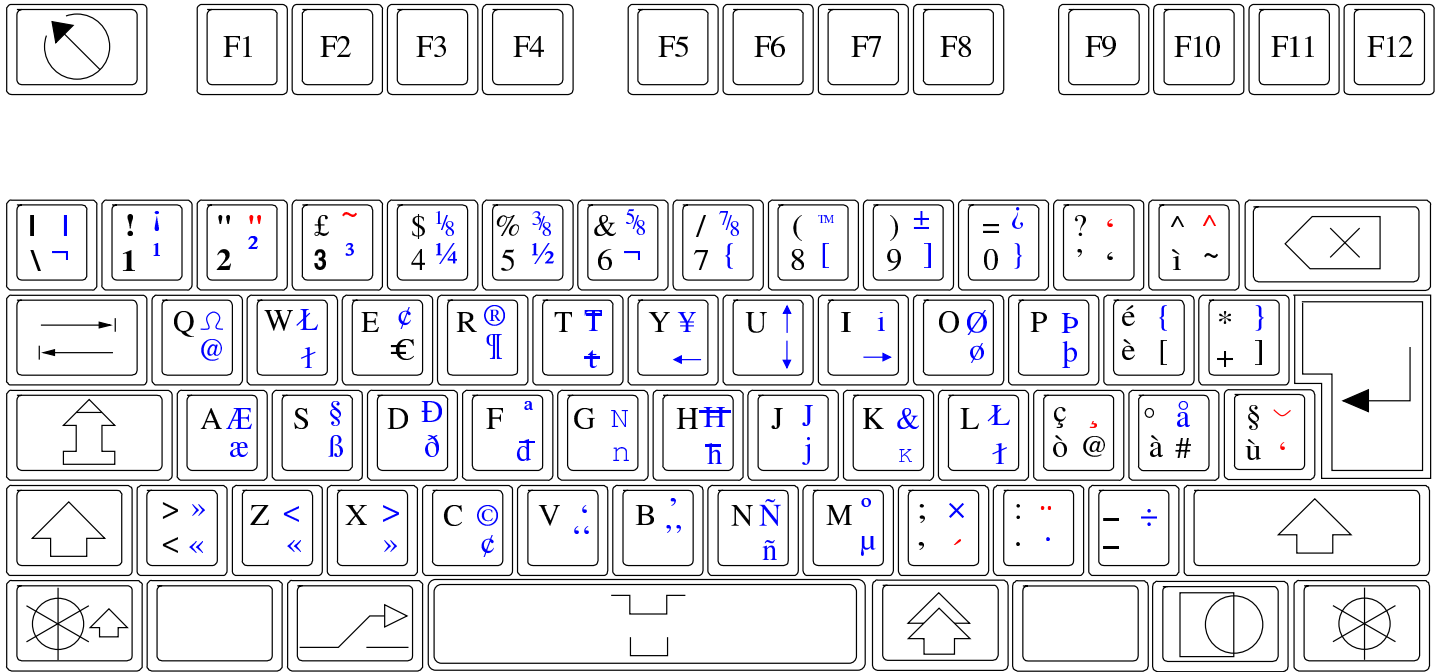 F1 F2 F3 F4 F5 F6 F7 F8 F9 F10 F11 F12
| | ! ¡ " " £ ~ $ ⅛ % ⅜ & ⅝ / ⅞ ( ™ ) ± = ¿ ? ‘ ^ ^
\ ¬ 1 ¹ 2 ² 3 ³ 4 ¼ 5 ½ 6 ¬ 7 { 8 [ 9 ] 0 } ’ ‘ ì ~
Q Ω W Ł E ¢ R ® T Ŧ Y ¥ U ↑ I i O Ø P Þ é { * }
@ ł € ¶ ŧ ← ↓ → ø þ è [ + ]
A Æ S § D Ð F ª G N H Ħ J J K & L Ł ç ¸ ° å § ˘
æ ß ð đ n ħ j K ł ò @ à # ù ‘
> » Z < X > C © V ‘ B ’ N Ñ M º ; × : ¨ – ÷
< « « » ¢ ‘‘ ,, ñ µ , ´ . · –